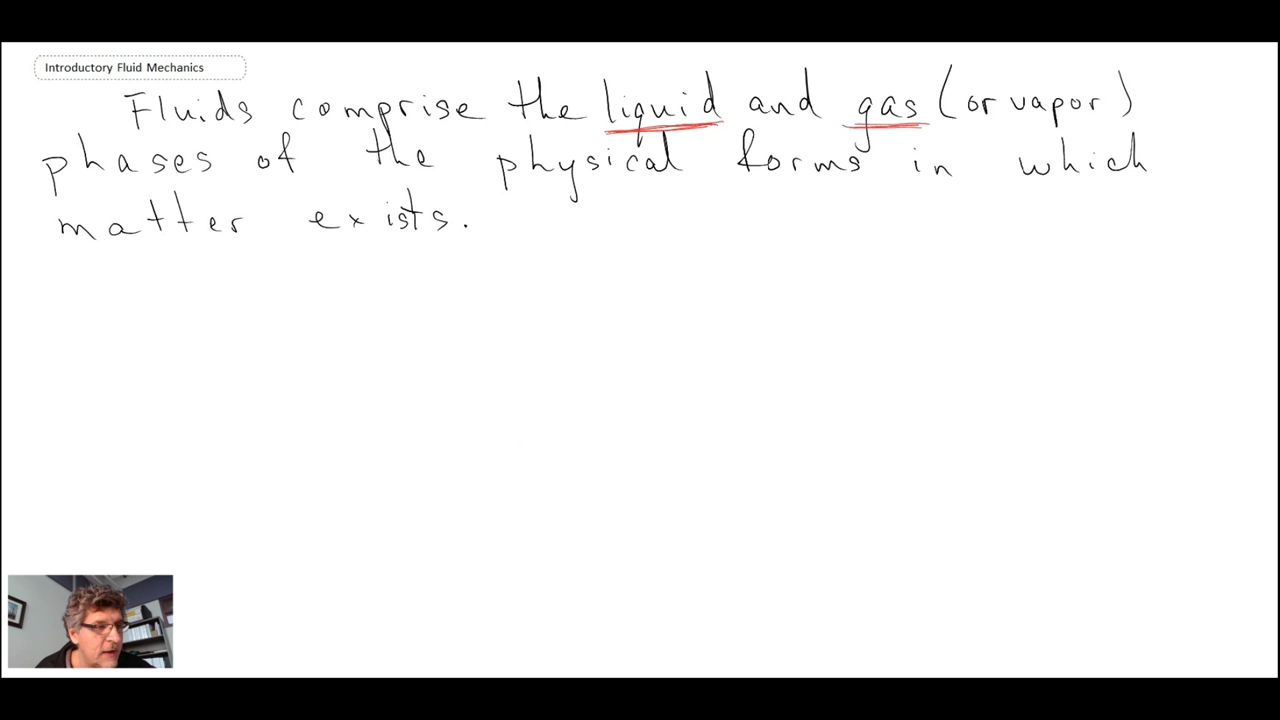 Introductory Fluid Mechanics
Fluids comprise the liquid and gas (or vapor)
phases of the physical forms in which
matter exists.